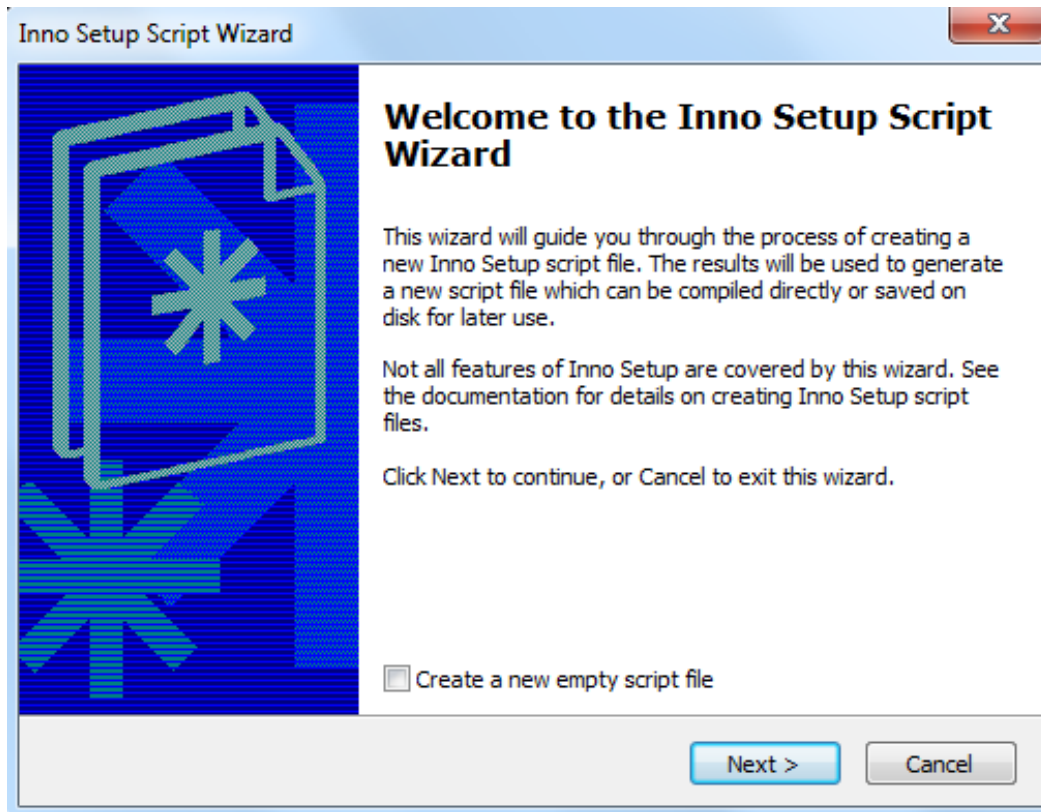 Inno Setup Script Wizard
Welcome to the Inno Setup Script
Wizard
This wizard will guide you through the process of creating a
new Inno Setup script file. The results will be used to generate
a new script file which can be compiled directly or saved on
disk for later use.
Not all features of Inno Setup are covered by this wizard. See
the documentation for details on creating Inno Setup script
files.
Click Next to continue, or Cancel to exit this wizard.
Create a new empty script file
Next >
Cancel